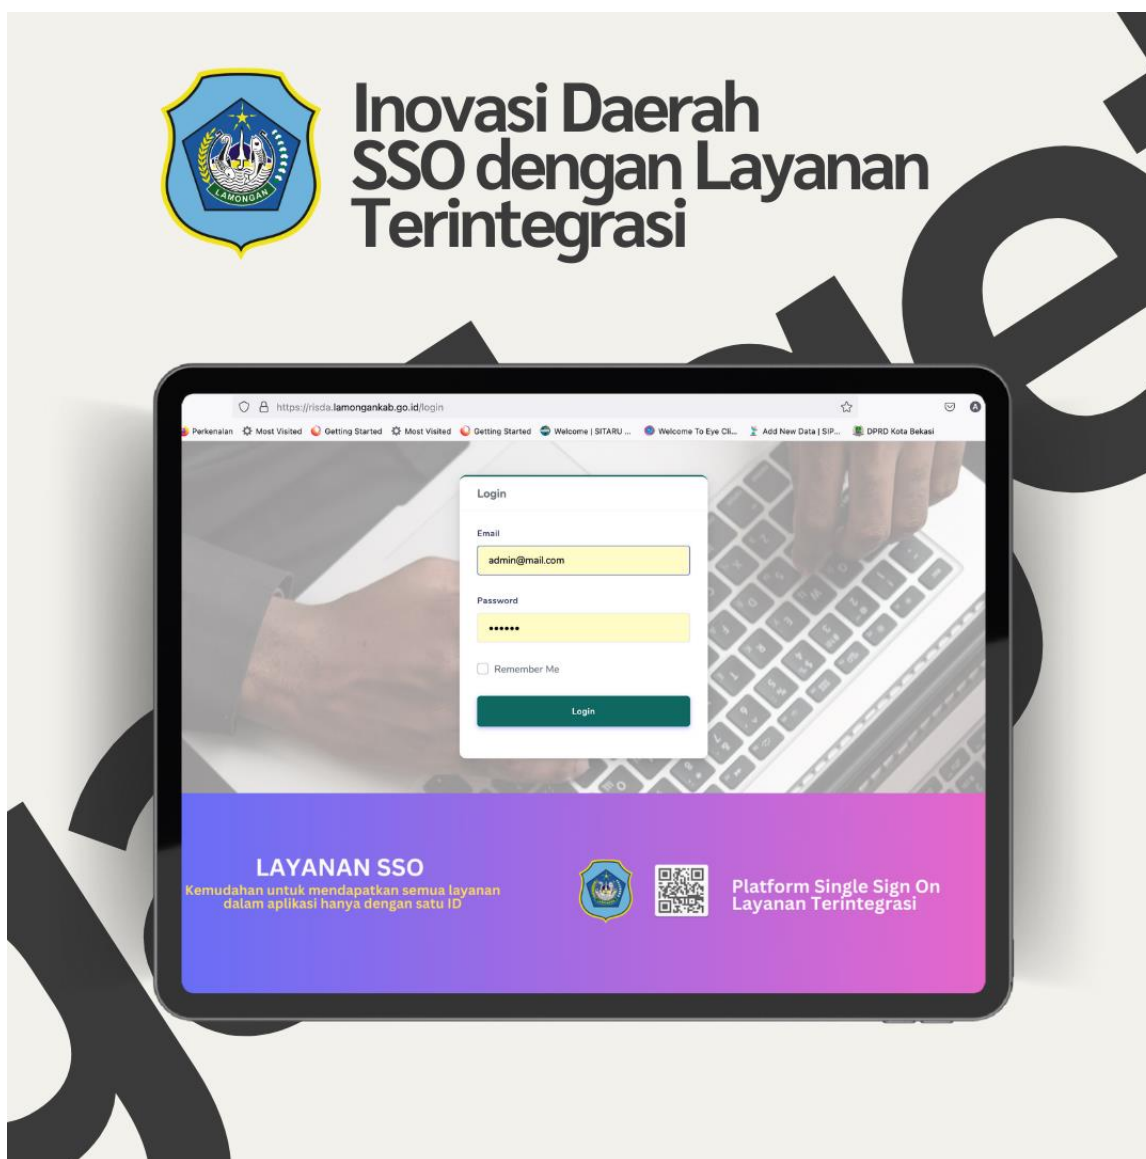 Inovasi Daerah
SSO dengan Layanan
Terintegrasi
LAMONGAN
https://risda.lamongankab.go.id/login
Perkenalan Most Visited Getting Started Most Visited Getting Started Welcome | SITARU ... Welcome To Eye Cli... Add New Data | SIP... DPRD Kota Bekasi
Login
Email
admin@mail.com
Password
••••••
Remember Me
Login
LAYANAN SSO
Kemudahan untuk mendapatkan semua layanan
dalam aplikasi hanya dengan satu ID
Platform Single Sign On
Layanan Terintegrasi